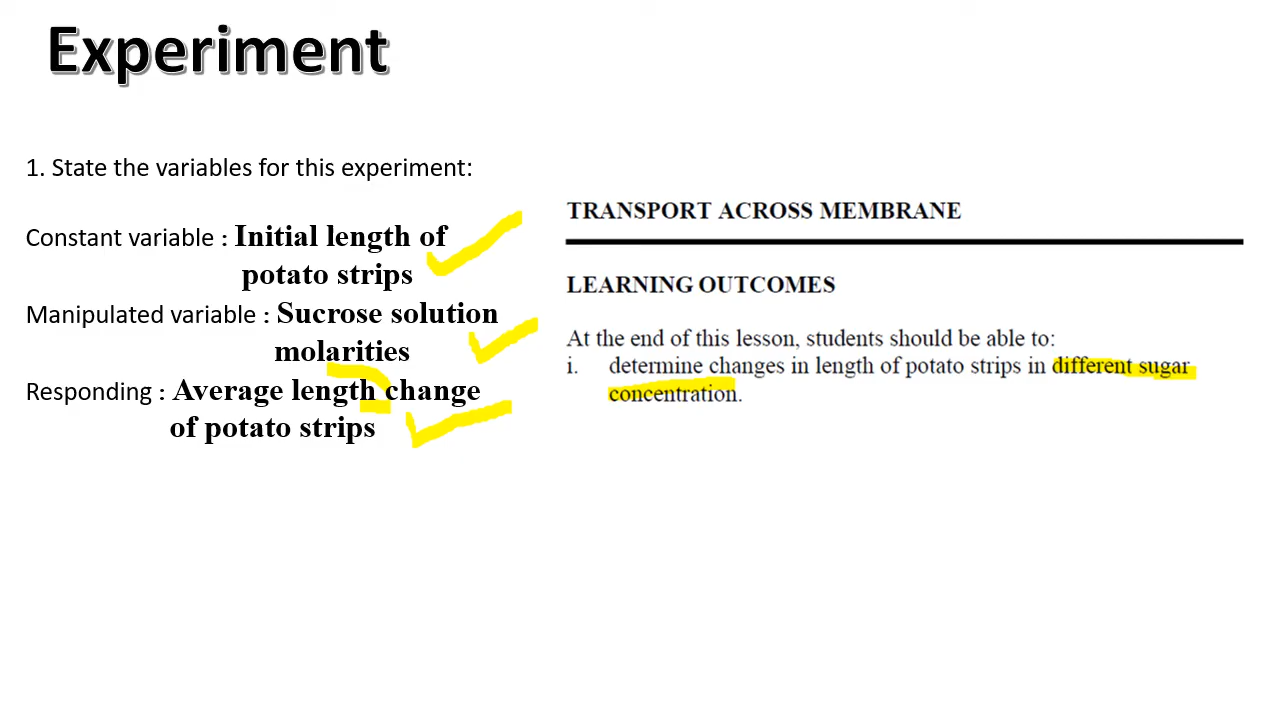 Experiment
1. State the variables for this experiment:
Constant variable : Initial length of
potato strips
Manipulated variable : Sucrose solution
molarities
Responding : Average length change
of potato strips
TRANSPORT ACROSS MEMBRANE
LEARNING OUTCOMES
At the end of this lesson, students should be able to:
i. determine changes in length of potato strips in different sugar
concentration.